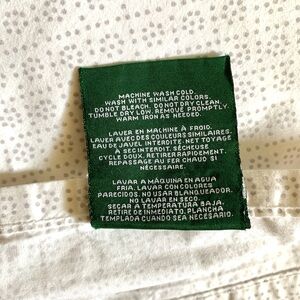 MACHINE WASH COLD.
WASH WITH SIMILAR COLORS.
DO NOT BLEACH. DO NOT DRY CLEAN.
TUMBLE DRY LOW. REMOVE PROMPTLY.
WARM IRON AS NEEDED.
LAVER EN MACHINE À FROID.
LAVER AVEC DES COULEURS SIMILAIRES.
EAU DE JAVEL INTERDITE. NET TOYAGE
À SEC INTERDIT. SÉCHEUSE
CYCLE DOUX. RETIRER RAPIDEMENT.
REPASSAGE AU FER CHAUD SI
NÉCESSAIRE.
LAVAR A MÁQUINA EN AGUA
FRIA. LAVAR CON COLORES
PARECIDOS. NO USAR BLANQUEADOR.
NO LAVAR EN SECO.
SECAR A TEMPERATURA BAJA.
RETIRE DE INMEDIATO. PLANCHA
TEMPLADA CUANDO SEA NECESARIO.